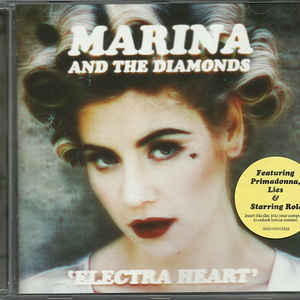 MARINA
AND THE DIAMONDS
Featuring
Primadonna,
Lies
&
Starring Role
'ELECTRA HEART'